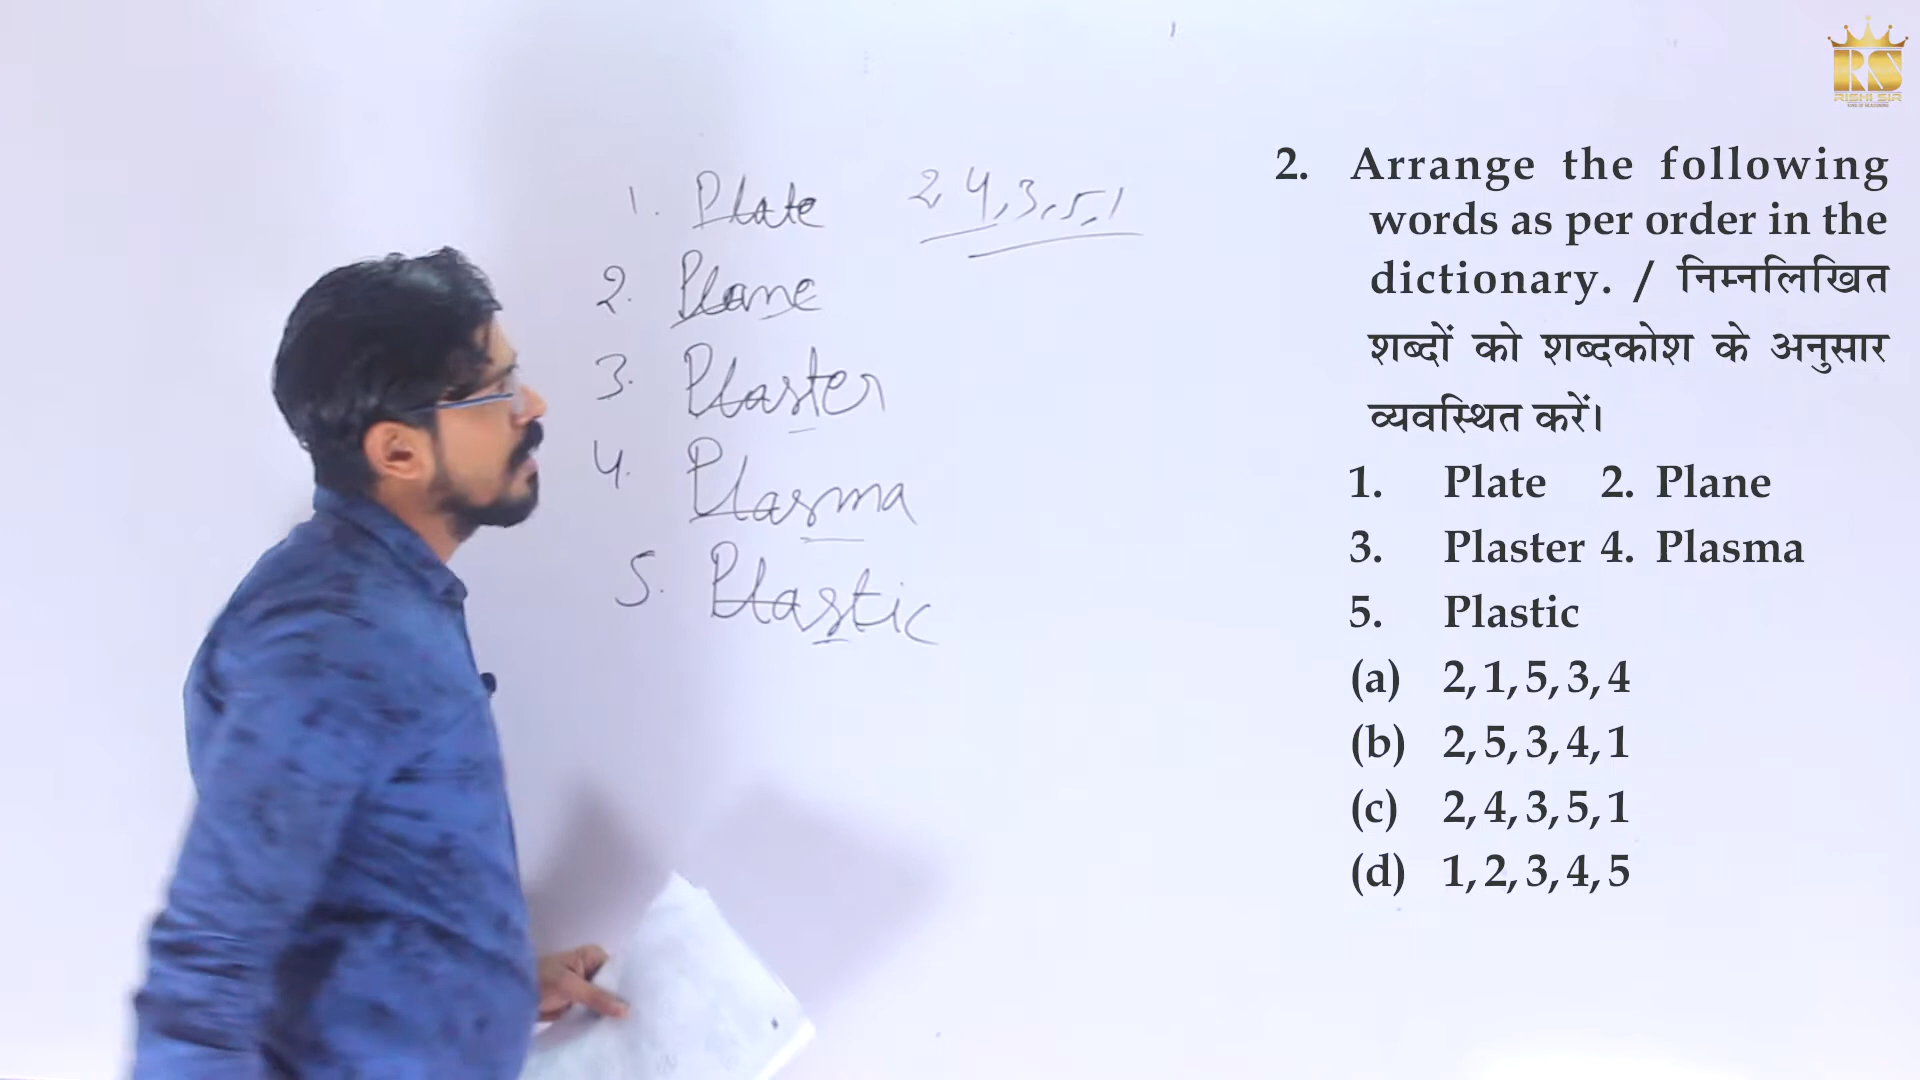 1. Plate 2,4,3,5,1
2. Plane
3. Plaster
4. Plasma
5. Plastic
RS
RISHI SIR
2. Arrange the following
words as per order in the
dictionary. / निम्नलिखित
शब्दों को शब्दकोश के अनुसार
व्यवस्थित करें।
1. Plate 2. Plane
3. Plaster 4. Plasma
5. Plastic
(a) 2, 1, 5, 3, 4
(b) 2, 5, 3, 4, 1
(c) 2, 4, 3, 5, 1
(d) 1, 2, 3, 4, 5